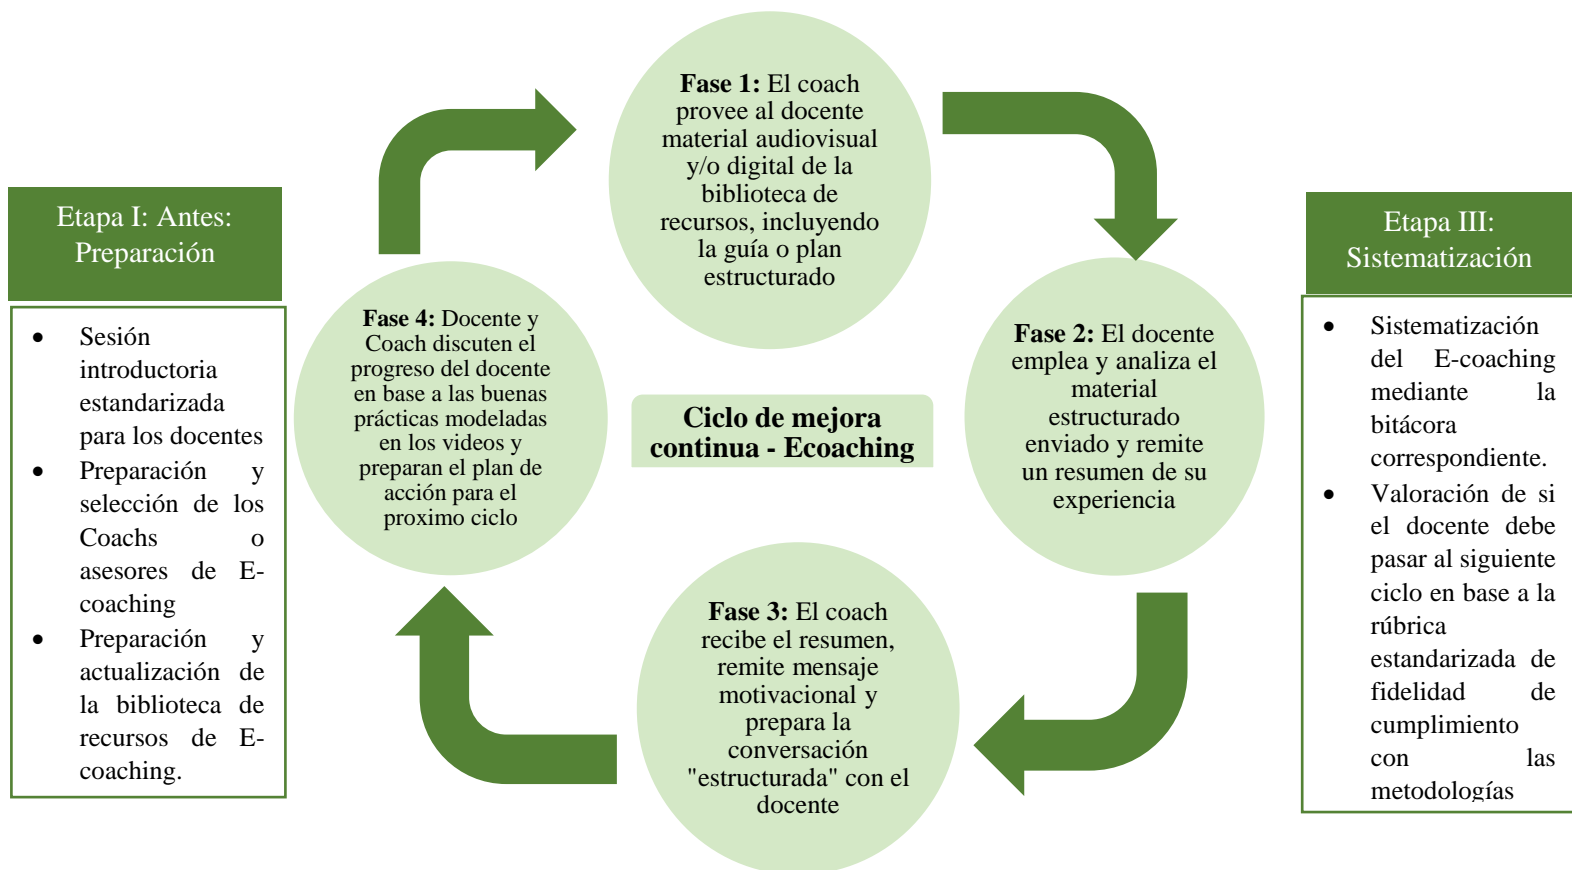 Etapa I: Antes:
Preparación
• Sesión
introductoria
estandarizada
para los docentes
• Preparación y
selección de los
Coachs o
asesores de E-
coaching
• Preparación y
actualización de
la biblioteca de
recursos de E-
coaching.
Fase 1: El coach
provee al docente
material audiovisual
y/o digital de la
biblioteca de
recursos, incluyendo
la guía o plan
estructurado
Fase 2: El docente
emplea y analiza el
material
estructurado
enviado y remite
un resumen de su
experiencia
Fase 3: El coach
recibe el resumen,
remite mensaje
motivacional y
prepara la
conversación
"estructurada" con el
docente
Fase 4: Docente y
Coach discuten el
progreso del docente
en base a las buenas
prácticas modeladas
en los videos y
preparan el plan de
acción para el
proximo ciclo
Ciclo de mejora
continua - Ecoaching
Etapa III:
Sistematización
• Sistematización
del E-coaching
mediante la
bitácora
correspondiente.
• Valoración de si
el docente debe
pasar al siguiente
ciclo en base a la
rúbrica
estandarizada de
fidelidad de
cumplimiento
con las
metodologías